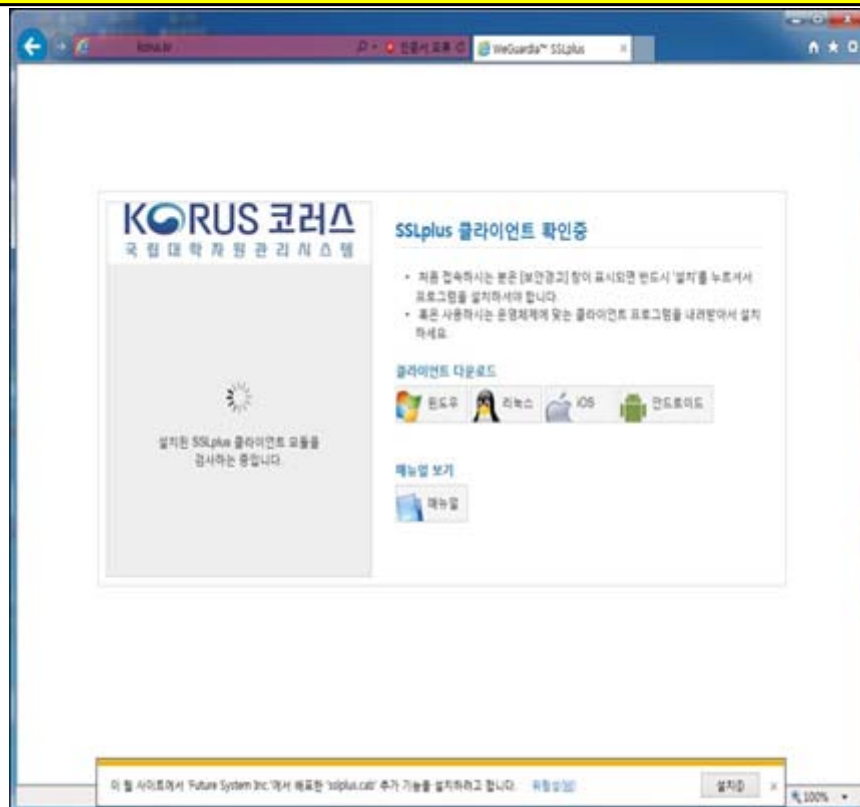 인증서 오류
WeGuardia™ SSLplus
KORUS 코러스
국립대학자원관리시스템
SSLplus 클라이언트 확인중
• 처음 접속하시는 분은 [보안경고] 창이 표시되면 반드시 '설치'를 누르셔서
프로그램을 설치하셔야 합니다.
• 혹은 사용하시는 운영체제에 맞는 클라이언트 프로그램을 내려받아서 설치
하세요.
클라이언트 다운로드
윈도우
리눅스
iOS
안드로이드
설치된 SSLplus 클라이언트 모듈을
검사하는 중입니다.
매뉴얼 보기
매뉴얼
이 웹 사이트에서 'Future System Inc.'에서 배포한 'sslplus.cab' 추가 기능을 설치하려고 합니다.
위험성(W)
설치(I)
100%